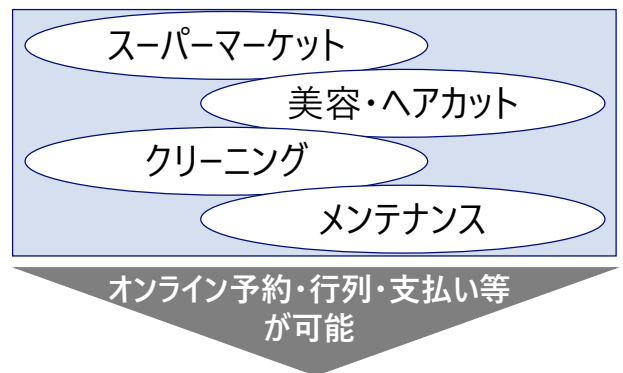 スーパーマーケット
美容・ヘアカット
クリーニング
メンテナンス
オンライン予約・行列・支払い等
が可能